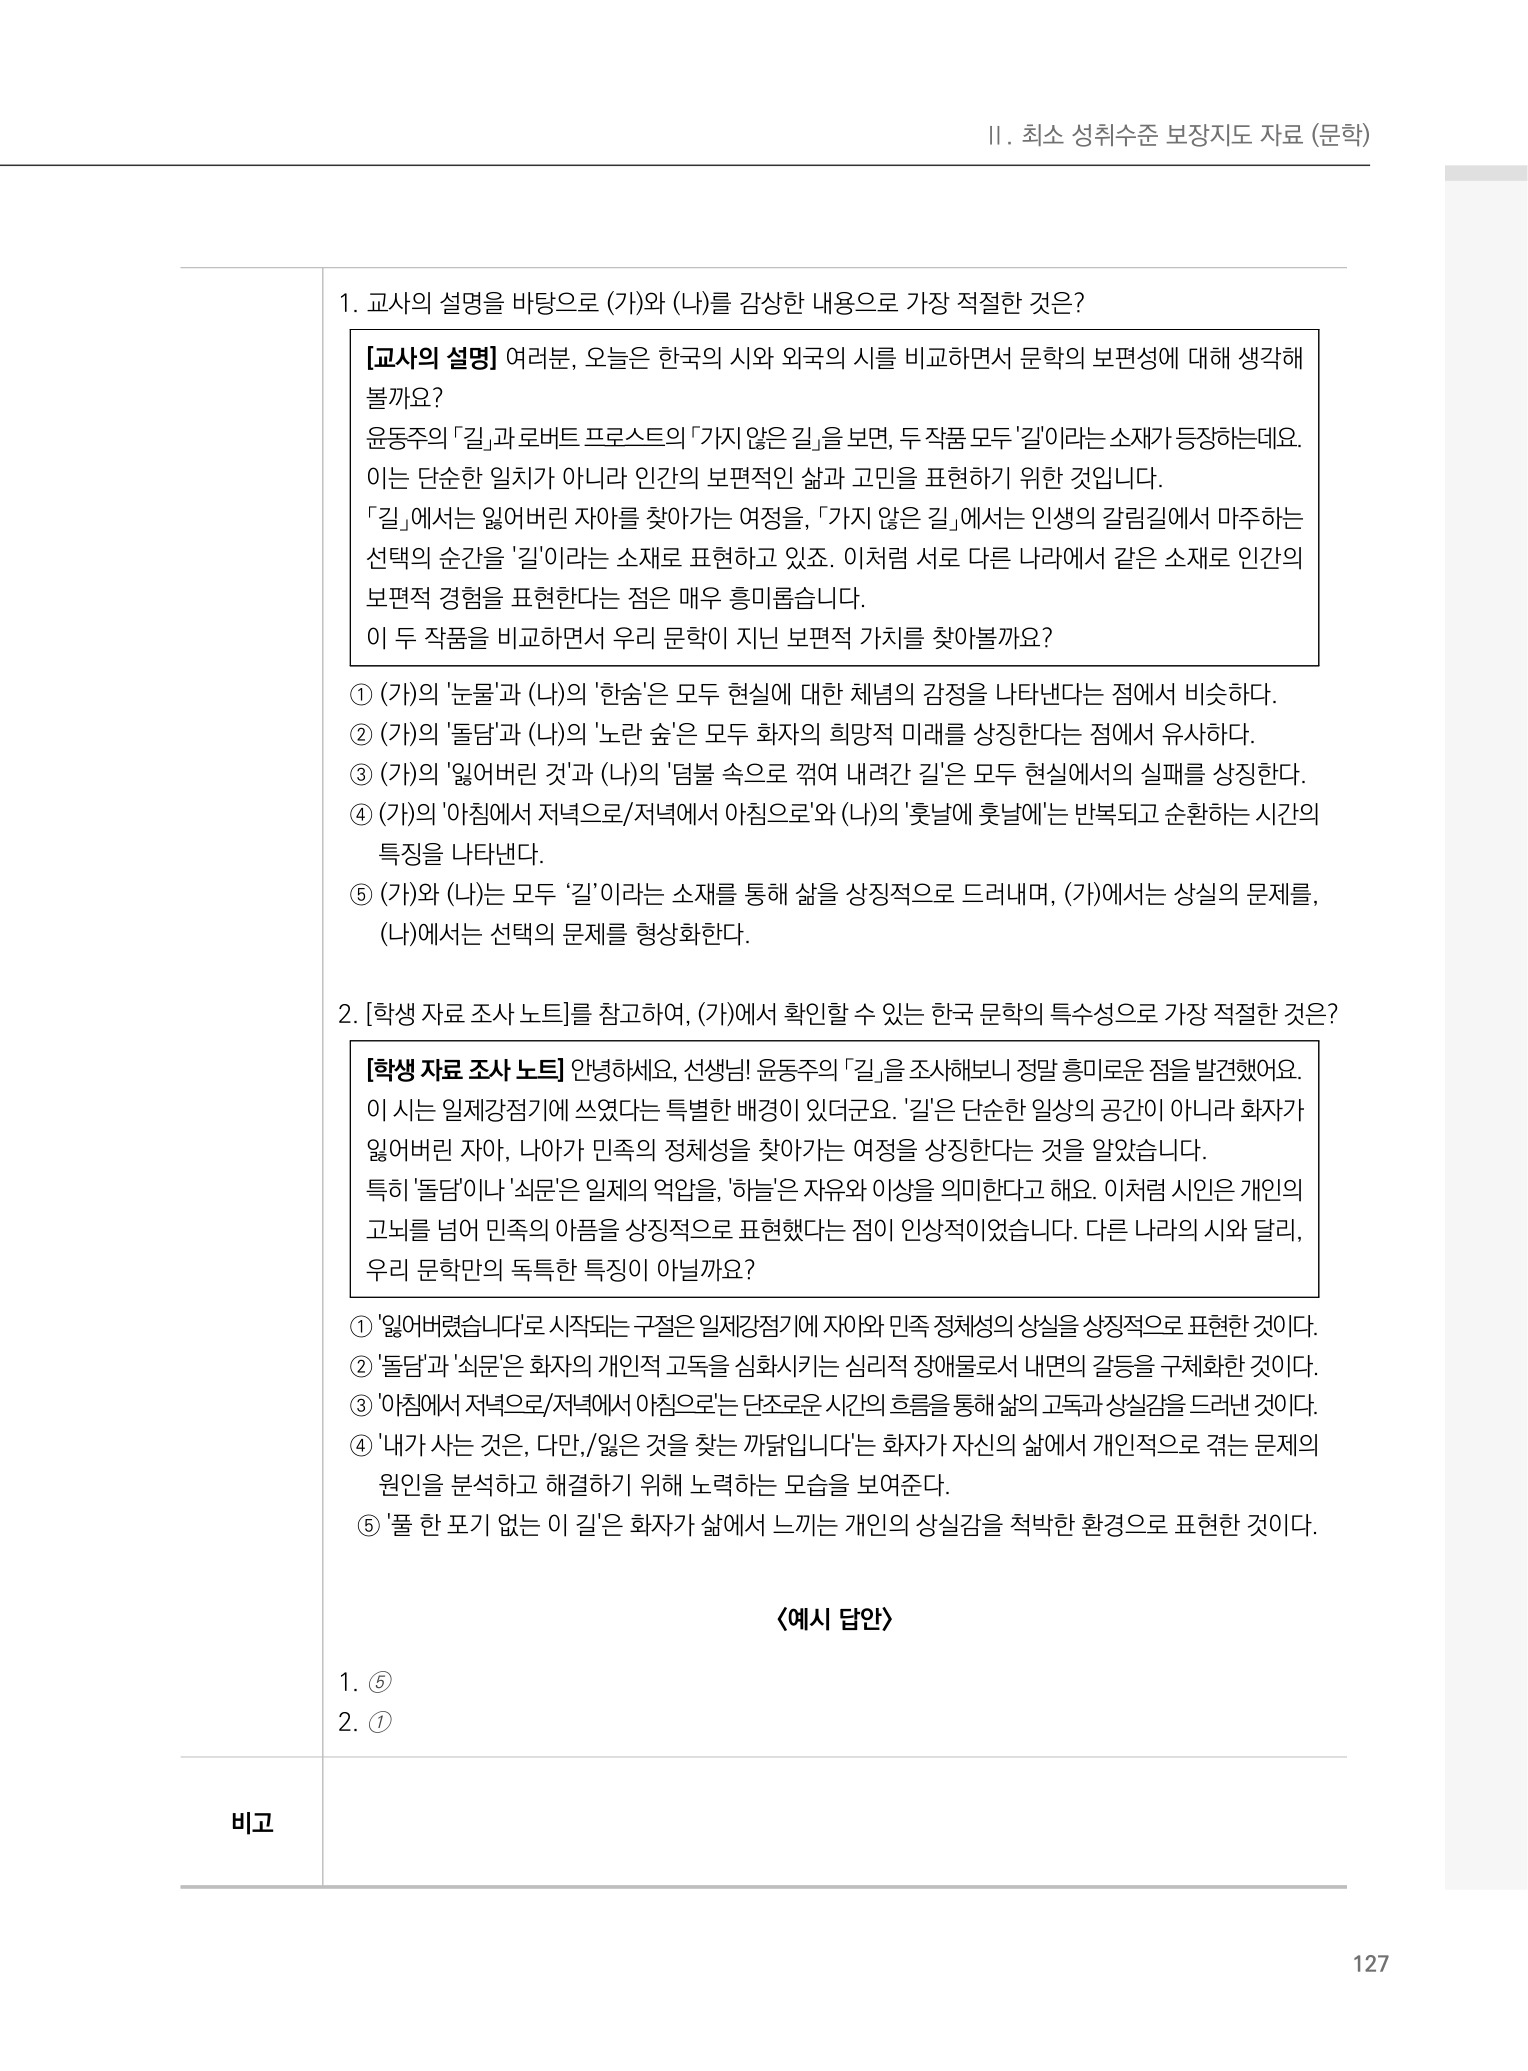 Ⅱ. 최소 성취수준 보장지도 자료 (문학)
1. 교사의 설명을 바탕으로 (가)와 (나)를 감상한 내용으로 가장 적절한 것은?
[교사의 설명] 여러분, 오늘은 한국의 시와 외국의 시를 비교하면서 문학의 보편성에 대해 생각해
볼까요?
윤동주의 「길」과 로버트 프로스트의 「가지 않은 길」을 보면, 두 작품 모두 '길'이라는 소재가 등장하는데요.
이는 단순한 일치가 아니라 인간의 보편적인 삶과 고민을 표현하기 위한 것입니다.
「길」에서는 잃어버린 자아를 찾아가는 여정을, 「가지 않은 길」에서는 인생의 갈림길에서 마주하는
선택의 순간을 '길'이라는 소재로 표현하고 있죠. 이처럼 서로 다른 나라에서 같은 소재로 인간의
보편적 경험을 표현한다는 점은 매우 흥미롭습니다.
이 두 작품을 비교하면서 우리 문학이 지닌 보편적 가치를 찾아볼까요?
① (가)의 '눈물'과 (나)의 '한숨'은 모두 현실에 대한 체념의 감정을 나타낸다는 점에서 비슷하다.
② (가)의 '돌담'과 (나)의 '노란 숲'은 모두 화자의 희망적 미래를 상징한다는 점에서 유사하다.
③ (가)의 '잃어버린 것'과 (나)의 '덤불 속으로 꺾여 내려간 길'은 모두 현실에서의 실패를 상징한다.
④ (가)의 '아침에서 저녁으로/저녁에서 아침으로'와 (나)의 '훗날에 훗날에'는 반복되고 순환하는 시간의
특징을 나타낸다.
⑤ (가)와 (나)는 모두 ‘길’이라는 소재를 통해 삶을 상징적으로 드러내며, (가)에서는 상실의 문제를,
(나)에서는 선택의 문제를 형상화한다.
2. [학생 자료 조사 노트]를 참고하여, (가)에서 확인할 수 있는 한국 문학의 특수성으로 가장 적절한 것은?
[학생 자료 조사 노트] 안녕하세요, 선생님! 윤동주의 「길」을 조사해보니 정말 흥미로운 점을 발견했어요.
이 시는 일제강점기에 쓰였다는 특별한 배경이 있더군요. '길'은 단순한 일상의 공간이 아니라 화자가
잃어버린 자아, 나아가 민족의 정체성을 찾아가는 여정을 상징한다는 것을 알았습니다.
특히 '돌담'이나 '쇠문'은 일제의 억압을, '하늘'은 자유와 이상을 의미한다고 해요. 이처럼 시인은 개인의
고뇌를 넘어 민족의 아픔을 상징적으로 표현했다는 점이 인상적이었습니다. 다른 나라의 시와 달리,
우리 문학만의 독특한 특징이 아닐까요?
① '잃어버렸습니다'로 시작되는 구절은 일제강점기에 자아와 민족 정체성의 상실을 상징적으로 표현한 것이다.
② '돌담'과 '쇠문'은 화자의 개인적 고독을 심화시키는 심리적 장애물로서 내면의 갈등을 구체화한 것이다.
③ '아침에서 저녁으로/저녁에서 아침으로'는 단조로운 시간의 흐름을 통해 삶의 고독과 상실감을 드러낸 것이다.
④ '내가 사는 것은, 다만,/잃은 것을 찾는 까닭입니다'는 화자가 자신의 삶에서 개인적으로 겪는 문제의
원인을 분석하고 해결하기 위해 노력하는 모습을 보여준다.
⑤ '풀 한 포기 없는 이 길'은 화자가 삶에서 느끼는 개인의 상실감을 척박한 환경으로 표현한 것이다.
〈예시 답안〉
1. ⑤
2. ①
비고
127